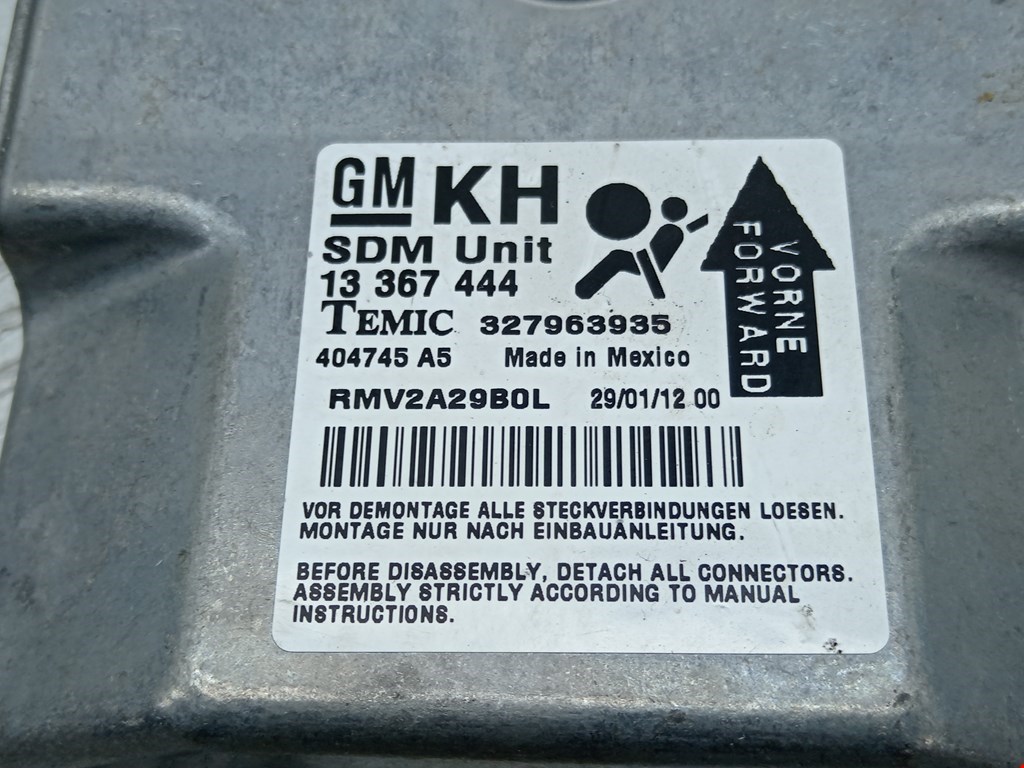 GM KH
SDM Unit
13 367 444
TEMIC 327963935
404745 A5 Made in Mexico
RMV2A29B0L 29/01/12 00
VORNE
FORWARD
VOR DEMONTAGE ALLE STECKVERBINDUNGEN LOESEN.
MONTAGE NUR NACH EINBAUANLEITUNG.
BEFORE DISASSEMBLY, DETACH ALL CONNECTORS.
ASSEMBLY STRICTLY ACCORDING TO MANUAL
INSTRUCTIONS.